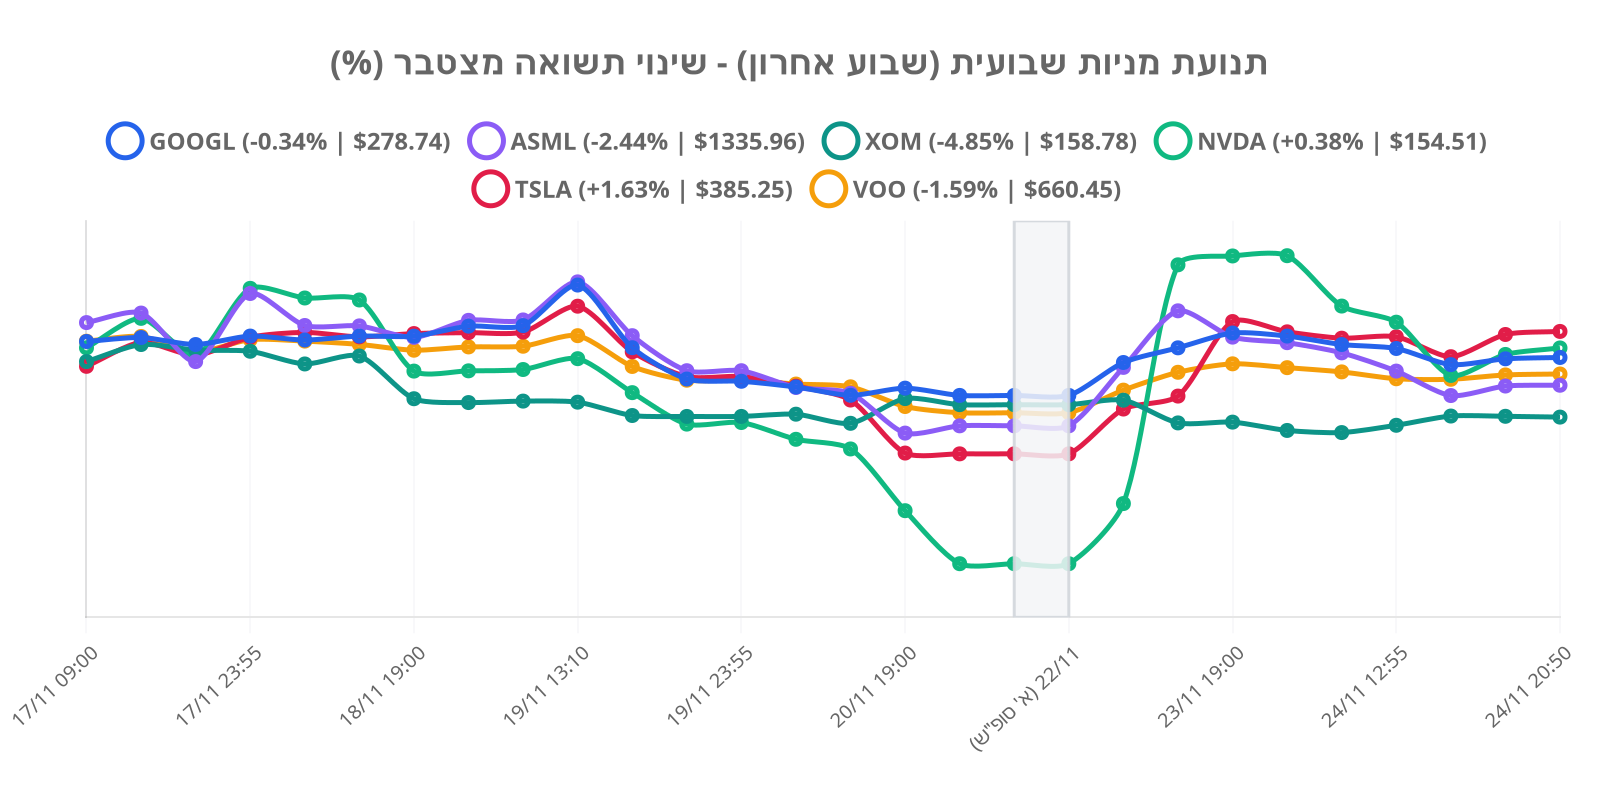 תנועת מניות שבועית (שבוע אחרון) - שינוי תשואה מצטבר (%)
GOOGL (-0.34% | $278.74) ASML (-2.44% | $1335.96) XOM (-4.85% | $158.78) NVDA (+0.38% | $154.51)
TSLA (+1.63% | $385.25) VOO (-1.59% | $660.45)
17/11 09:00
17/11 23:55
18/11 19:00
19/11 13:10
19/11 23:55
20/11 19:00
22/11 (א' סופ"ש)
23/11 19:00
24/11 12:55
24/11 20:50